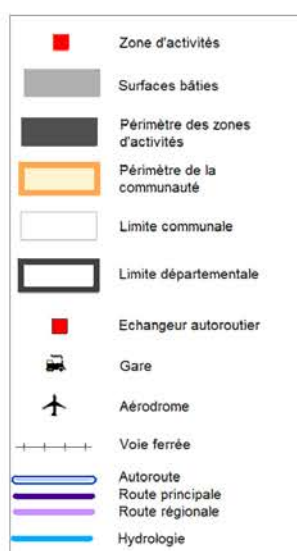 Zone d'activités
Surfaces bâties
Périmètre des zones
d'activités
Périmètre de la
communauté
Limite communale
Limite départementale
Echangeur autoroutier
Gare
Aérodrome
Voie ferrée
Autoroute
Route principale
Route régionale
Hydrologie